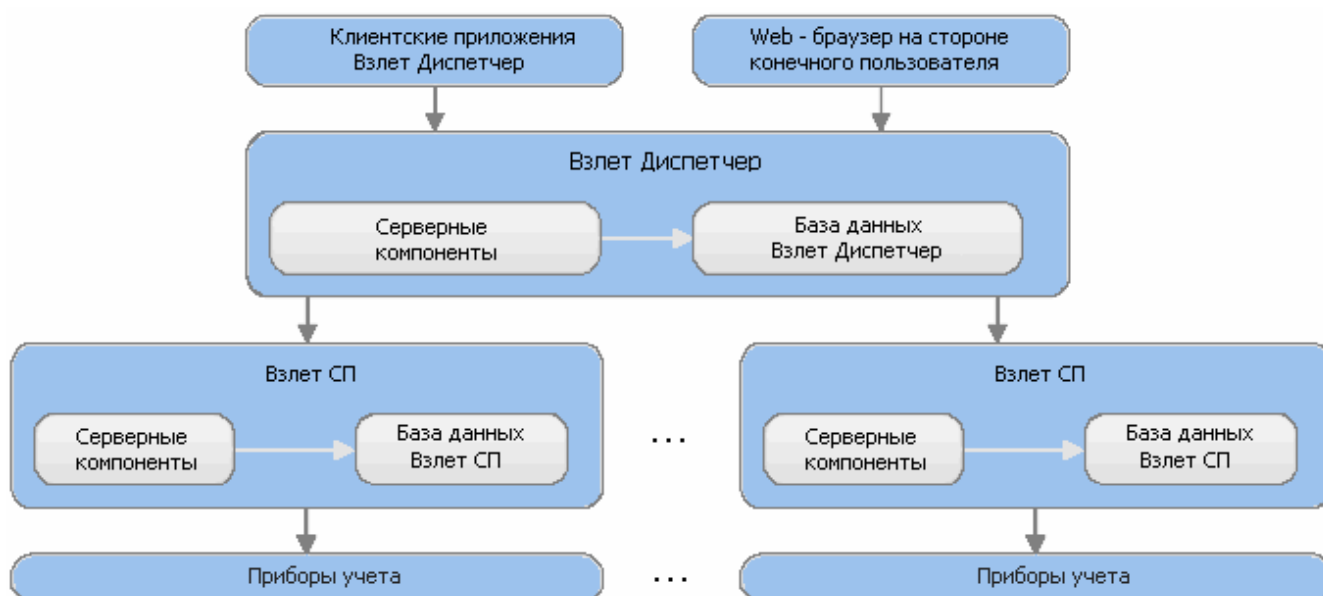 Клиентские приложения
Взлет Диспетчер
Web - браузер на стороне
конечного пользователя
Взлет Диспетчер
Серверные
компоненты
База данных
Взлет Диспетчер
Взлет СП
Серверные
компоненты
База данных
Взлет СП
...
Взлет СП
Серверные
компоненты
База данных
Взлет СП
Приборы учета
...
Приборы учета